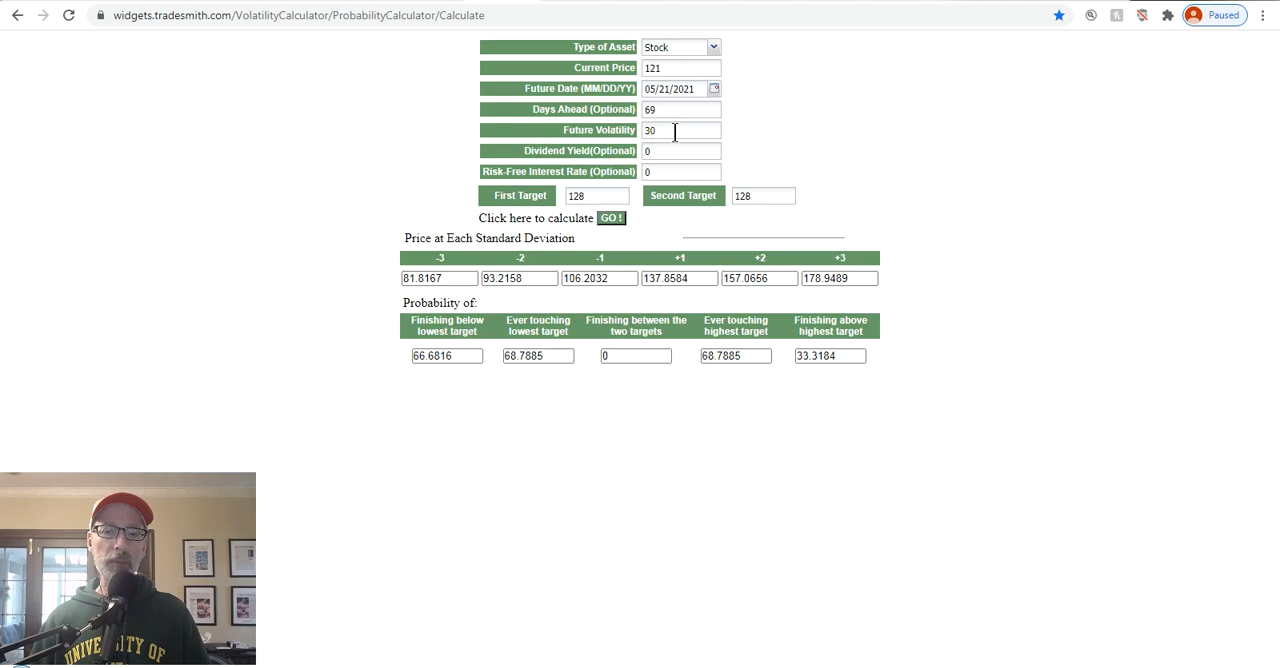 widgets.tradesmith.com/VolatilityCalculator/ProbabilityCalculator/Calculate
Paused
Type of Asset Stock
Current Price 121
Future Date (MM/DD/YY) 05/21/2021
Days Ahead (Optional) 69
Future Volatility 30
Dividend Yield(Optional) 0
Risk-Free Interest Rate (Optional) 0
First Target 128 Second Target 128
Click here to calculate GO !
Price at Each Standard Deviation
-3 -2 -1 +1 +2 +3
81.8167 93.2158 106.2032 137.8584 157.0656 178.9489
Probability of:
Finishing below lowest target Ever touching lowest target Finishing between the two targets Ever touching highest target Finishing above highest target
66.6816 68.7885 0 68.7885 33.3184
UNIVERSITY OF